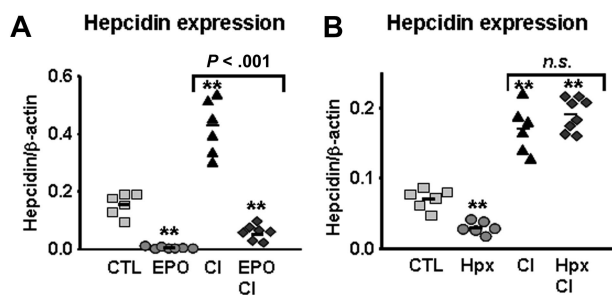 A
Hepcidin expression
P < .001
**
**
**
Hepcidin/β-actin
0.6
0.4
0.2
0.0
CTL EPO CI EPO CI
B
Hepcidin expression
n.s.
**
**
**
Hepcidin/β-actin
0.2
0.1
0.0
CTL Hpx CI Hpx CI